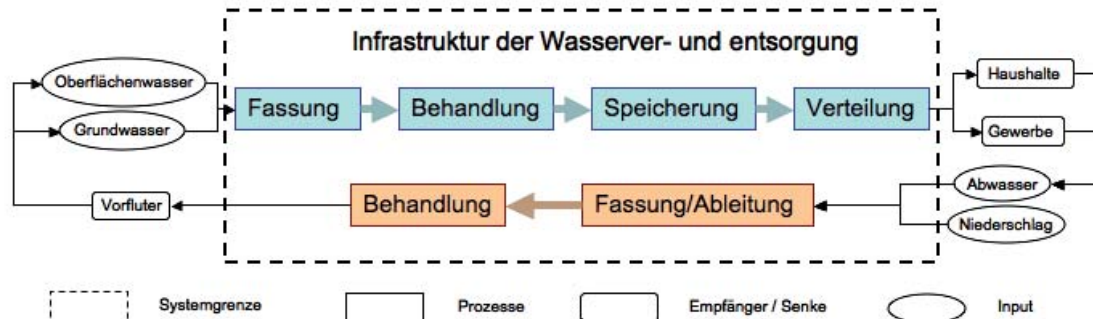 Infrastruktur der Wasserver- und entsorgung
Oberflächenwasser
Grundwasser
Fassung
Behandlung
Speicherung
Verteilung
Haushalte
Gewerbe
Vorfluter
Behandlung
Fassung/Ableitung
Abwasser
Niederschlag
Systemgrenze
Prozesse
Empfänger / Senke
Input